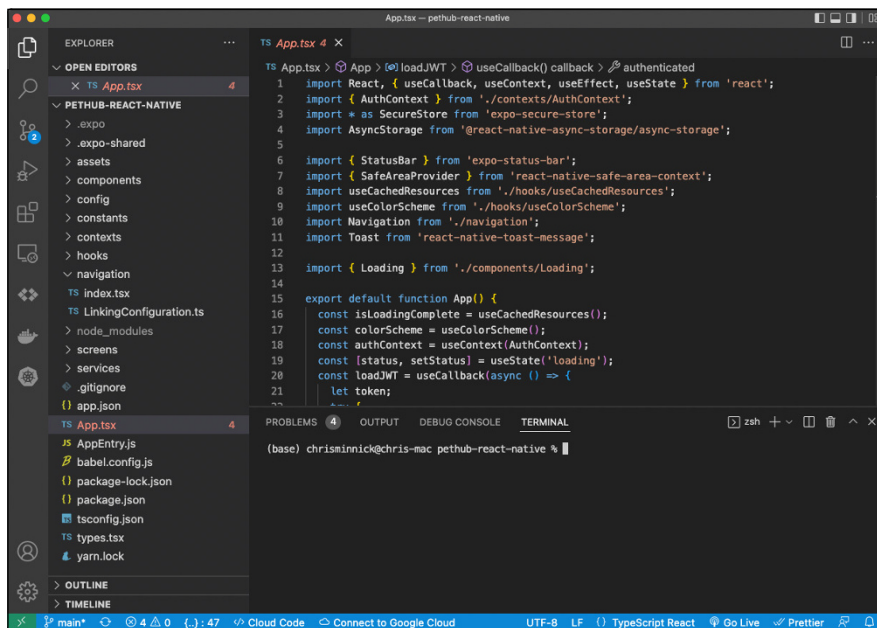 App.tsx — pethub-react-native
EXPLORER
OPEN EDITORS
TS App.tsx 4
PETHUB-REACT-NATIVE
.expo
.expo-shared
assets
components
config
constants
contexts
hooks
navigation
TS index.tsx
TS LinkingConfiguration.ts
node_modules
screens
services
.gitignore
{} app.json
TS App.tsx 4
JS AppEntry.js
babel.config.js
{} package-lock.json
{} package.json
tsconfig.json
TS types.tsx
yarn.lock
OUTLINE
TIMELINE
2
TS App.tsx 4
TS App.tsx > App > loadJWT > useCallback() callback > authenticated
1 import React, { useCallback, useContext, useEffect, useState } from 'react';
2 import { AuthContext } from './contexts/AuthContext';
3 import * as SecureStore from 'expo-secure-store';
4 import AsyncStorage from '@react-native-async-storage/async-storage';
5
6 import { StatusBar } from 'expo-status-bar';
7 import { SafeAreaProvider } from 'react-native-safe-area-context';
8 import useCachedResources from './hooks/useCachedResources';
9 import useColorScheme from './hooks/useColorScheme';
10 import Navigation from './navigation';
11 import Toast from 'react-native-toast-message';
12
13 import { Loading } from './components/Loading';
14
15 export default function App() {
16 const isLoadingComplete = useCachedResources();
17 const colorScheme = useColorScheme();
18 const authContext = useContext(AuthContext);
19 const [status, setStatus] = useState('loading');
20 const loadJWT = useCallback(async () => {
21 let token;
PROBLEMS 4 OUTPUT DEBUG CONSOLE TERMINAL zsh
(base) chrisminnick@chris-mac pethub-react-native %
main* 4 0 {..} : 47 Cloud Code Connect to Google Cloud UTF-8 LF {} TypeScript React Go Live Prettier